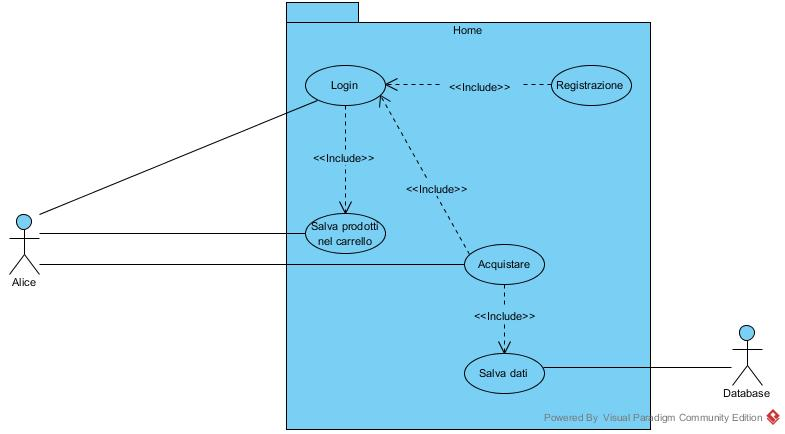 Home
Login
<<Include>>
Registrazione
<<Include>>
<<Include>>
Salva prodotti
nel carrello
Acquistare
Alice
<<Include>>
Salva dati
Database
Powered By Visual Paradigm Community Edition